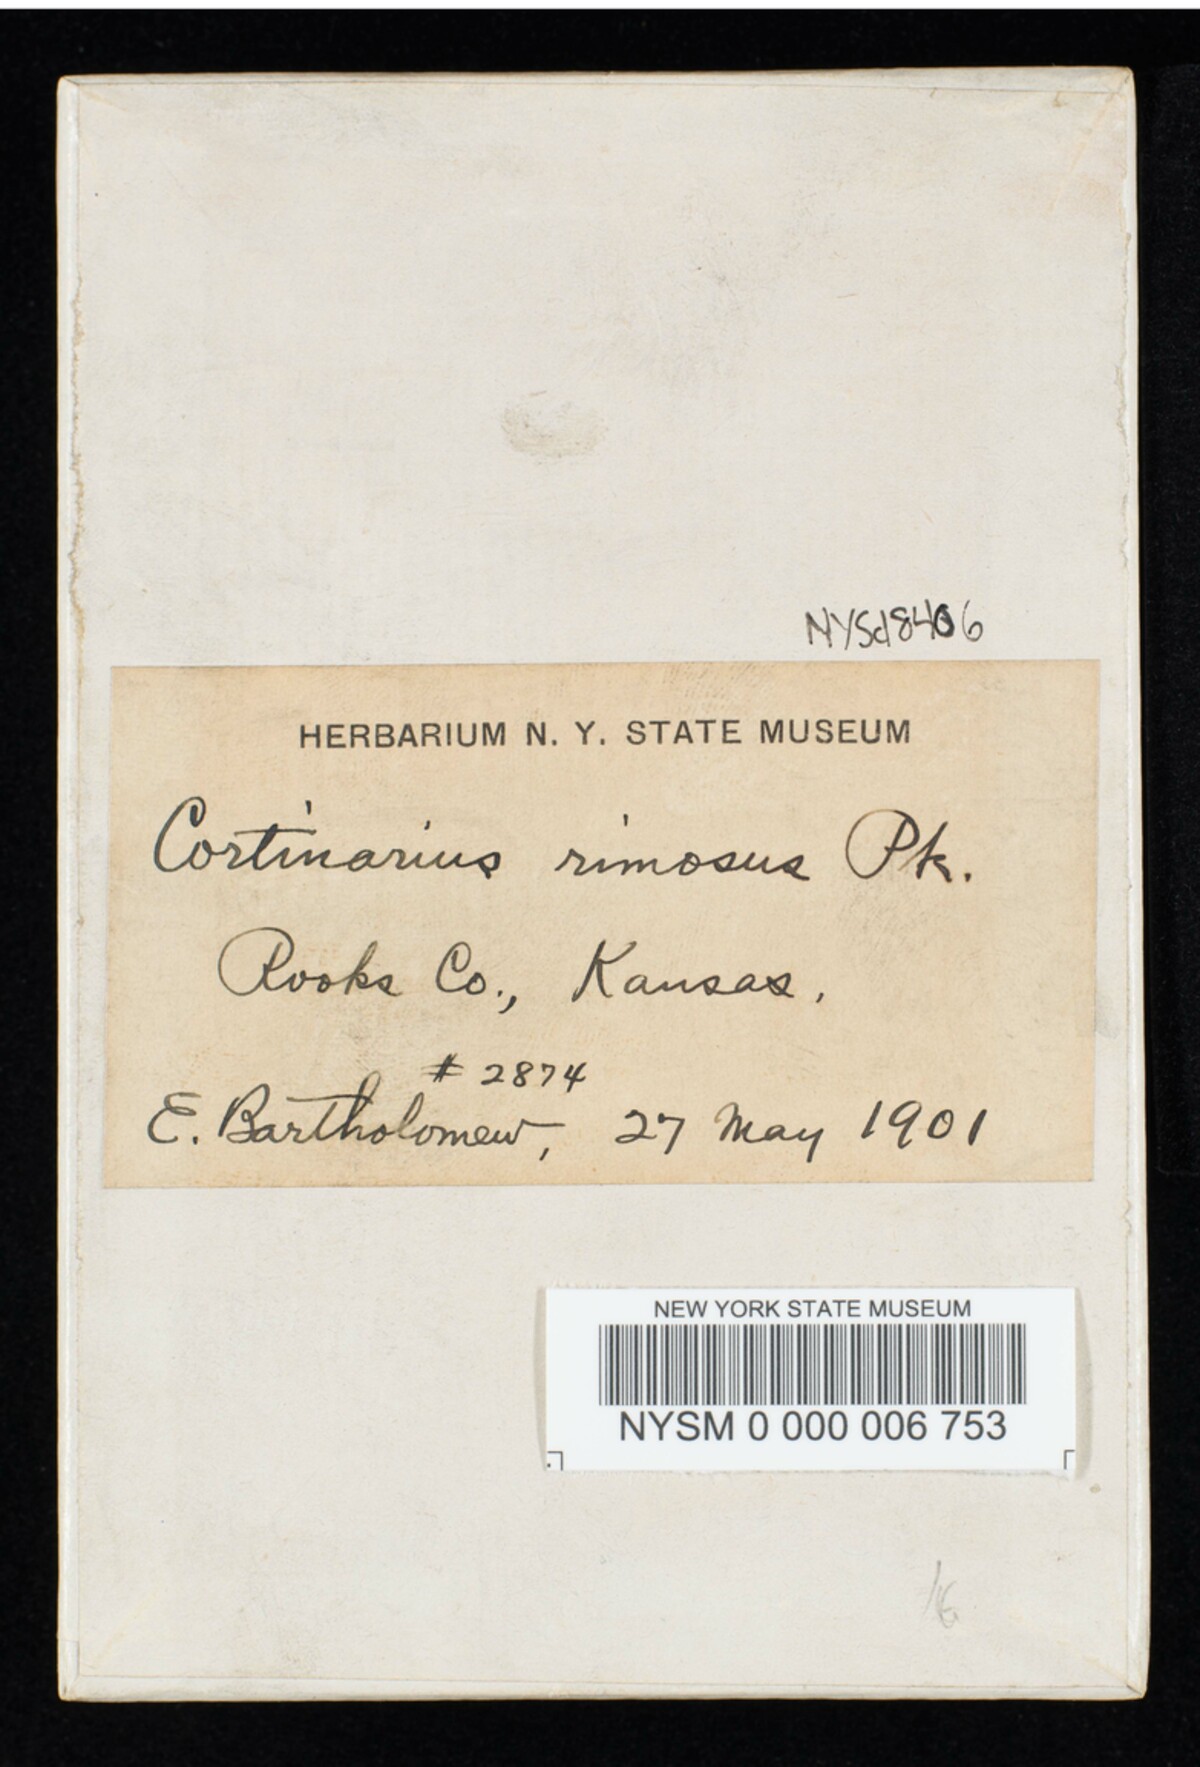 NYSd8406
HERBARIUM N. Y. STATE MUSEUM
Cortinarius rimosus Pk.
Rooks Co., Kansas.
# 2874
E. Bartholomew, 27 May 1901
NEW YORK STATE MUSEUM
NYSM 0 000 006 753